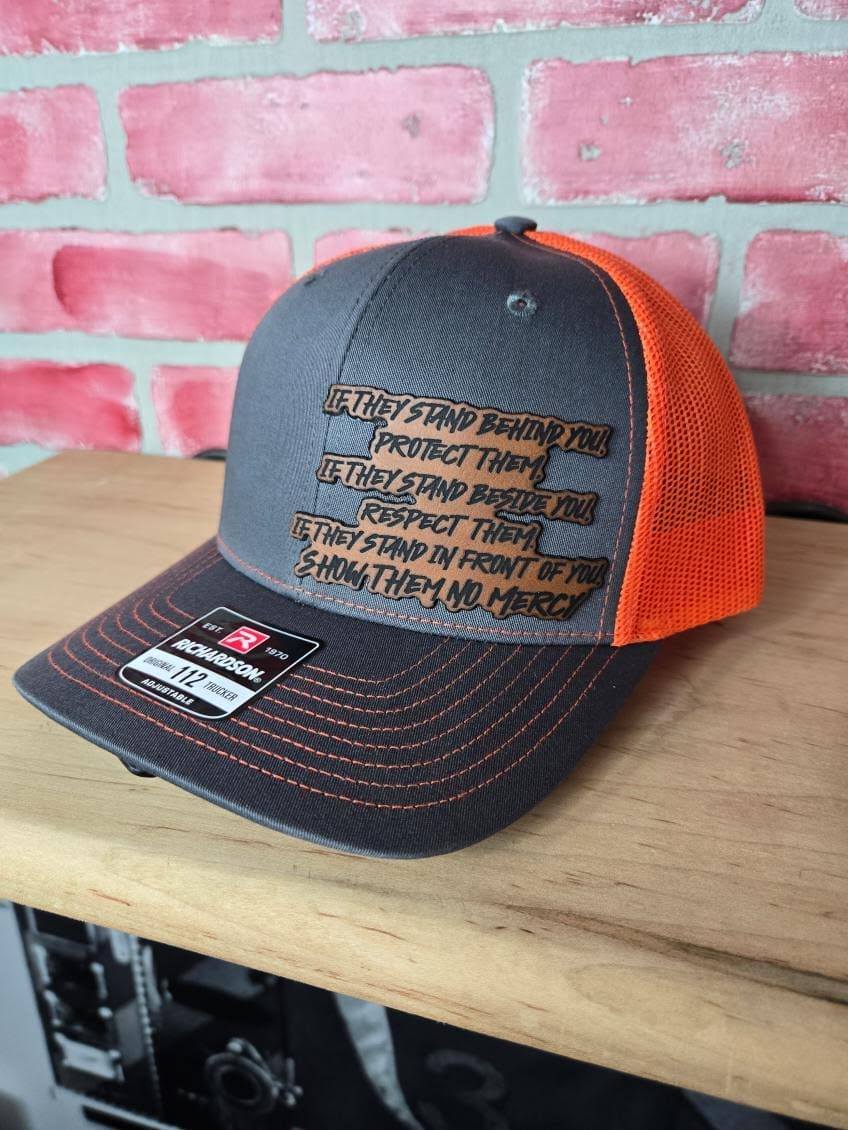 IF THEY STAND BEHIND YOU,
PROTECT THEM,
IF THEY STAND BESIDE YOU,
RESPECT THEM,
IF THEY STAND IN FRONT OF YOU,
SHOW THEM NO MERCY
EST. R 1970
RICHARDSON®
ORIGINAL 112 TRUCKER
ADJUSTABLE
3